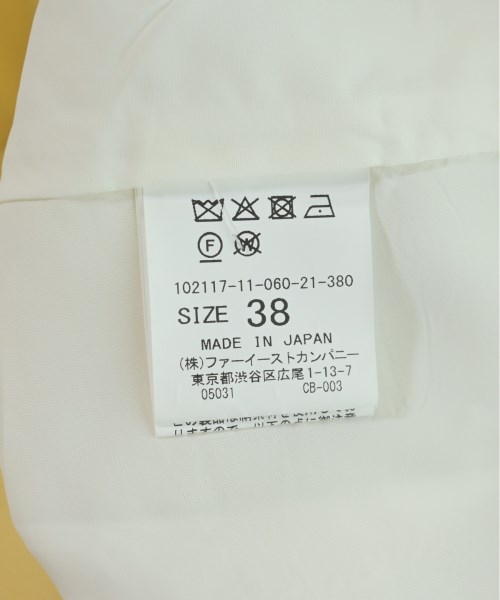 F W
102117-11-060-21-380
SIZE 38
MADE IN JAPAN
(株)ファーイーストカンパニー
東京都渋谷区広尾1-13-7
05031 CB-003